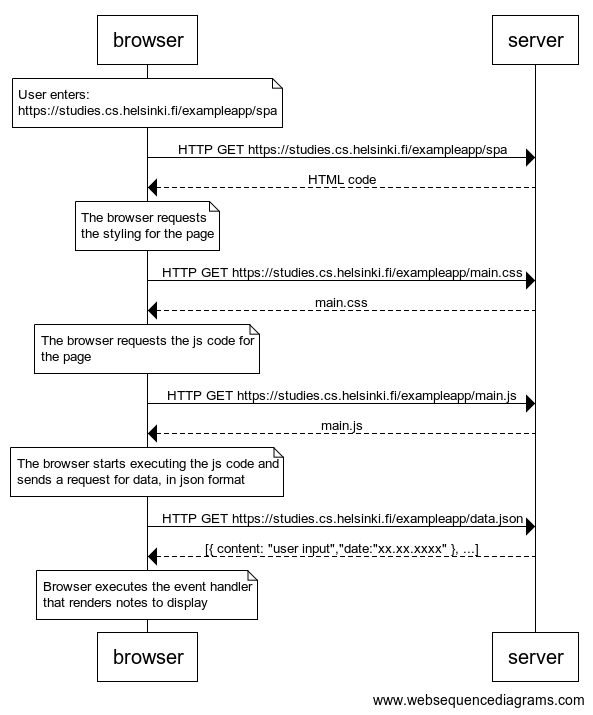 browser
server
User enters:
https://studies.cs.helsinki.fi/exampleapp/spa
HTTP GET https://studies.cs.helsinki.fi/exampleapp/spa
HTML code
The browser requests
the styling for the page
HTTP GET https://studies.cs.helsinki.fi/exampleapp/main.css
main.css
The browser requests the js code for
the page
HTTP GET https://studies.cs.helsinki.fi/exampleapp/main.js
main.js
The browser starts executing the js code and
sends a request for data, in json format
HTTP GET https://studies.cs.helsinki.fi/exampleapp/data.json
[{ content: "user input","date:"xx.xx.xxxx" }, ...]
Browser executes the event handler
that renders notes to display
browser
server
www.websequencediagrams.com